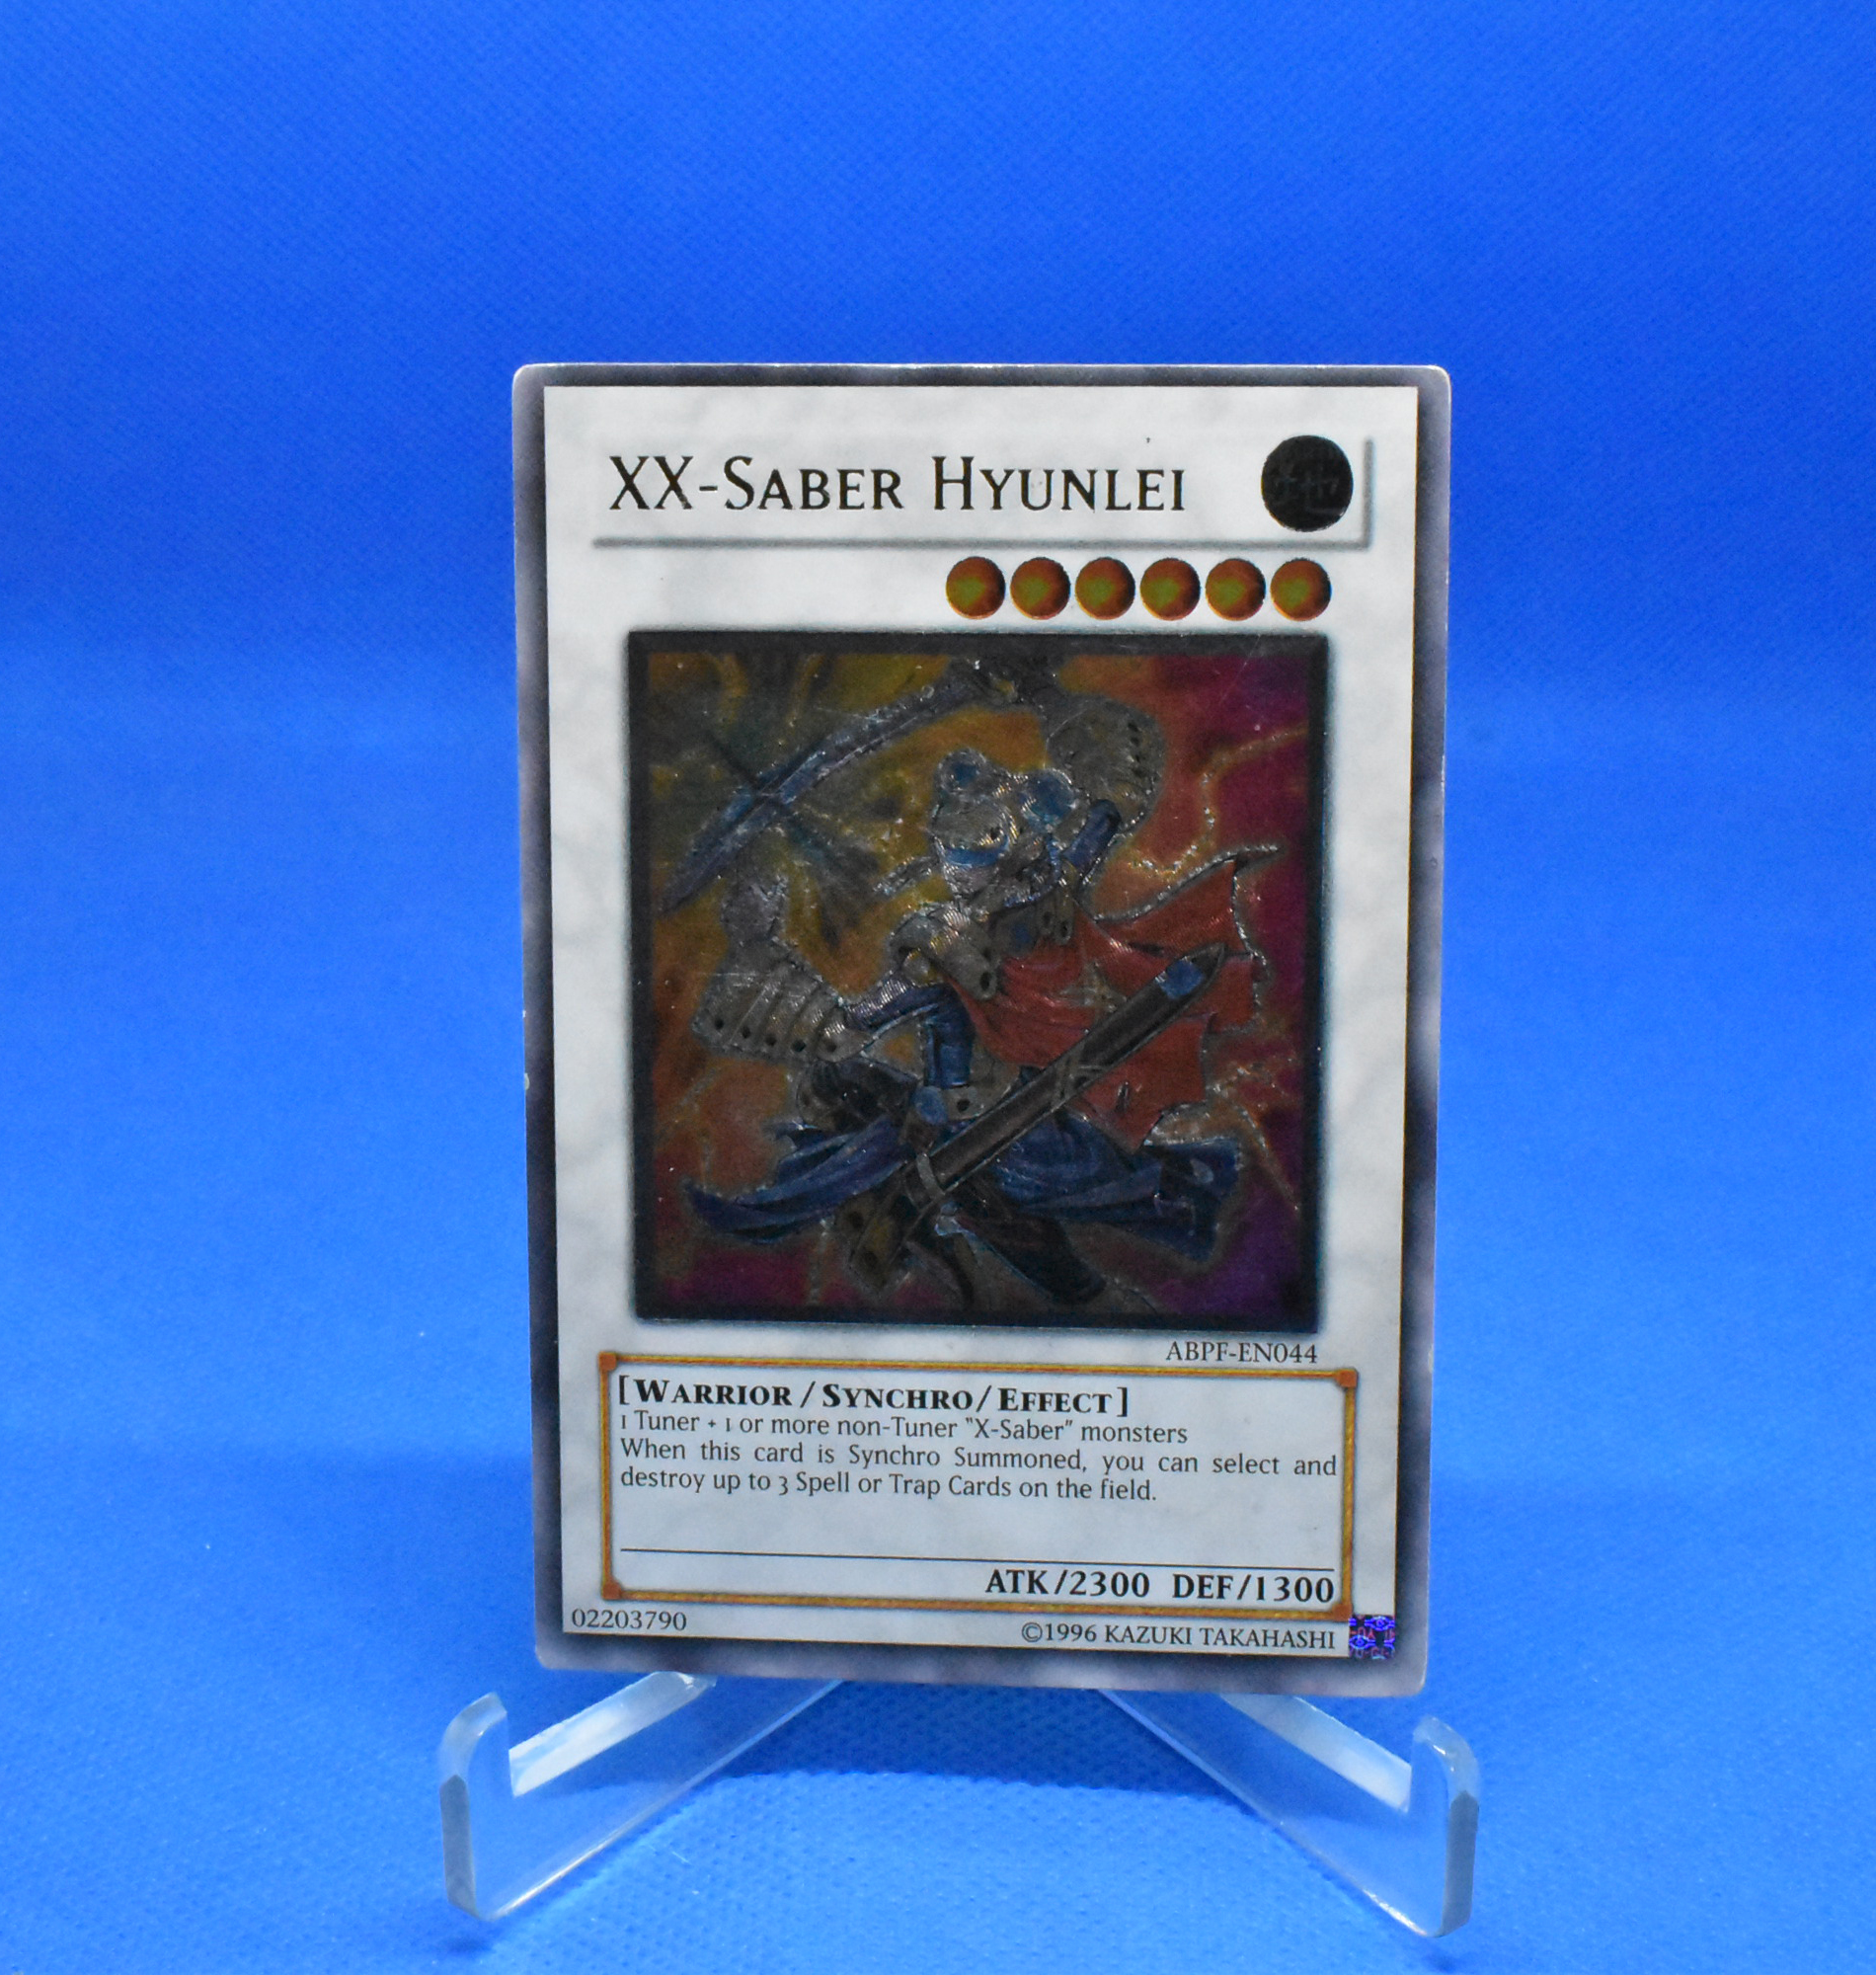 XX-Saber Hyunlei
ABPF-EN044
[Warrior/Synchro/Effect]
1 Tuner + 1 or more non-Tuner "X-Saber" monsters
When this card is Synchro Summoned, you can select and
destroy up to 3 Spell or Trap Cards on the field.
ATK/2300 DEF/1300
02203790
©1996 KAZUKI TAKAHASHI